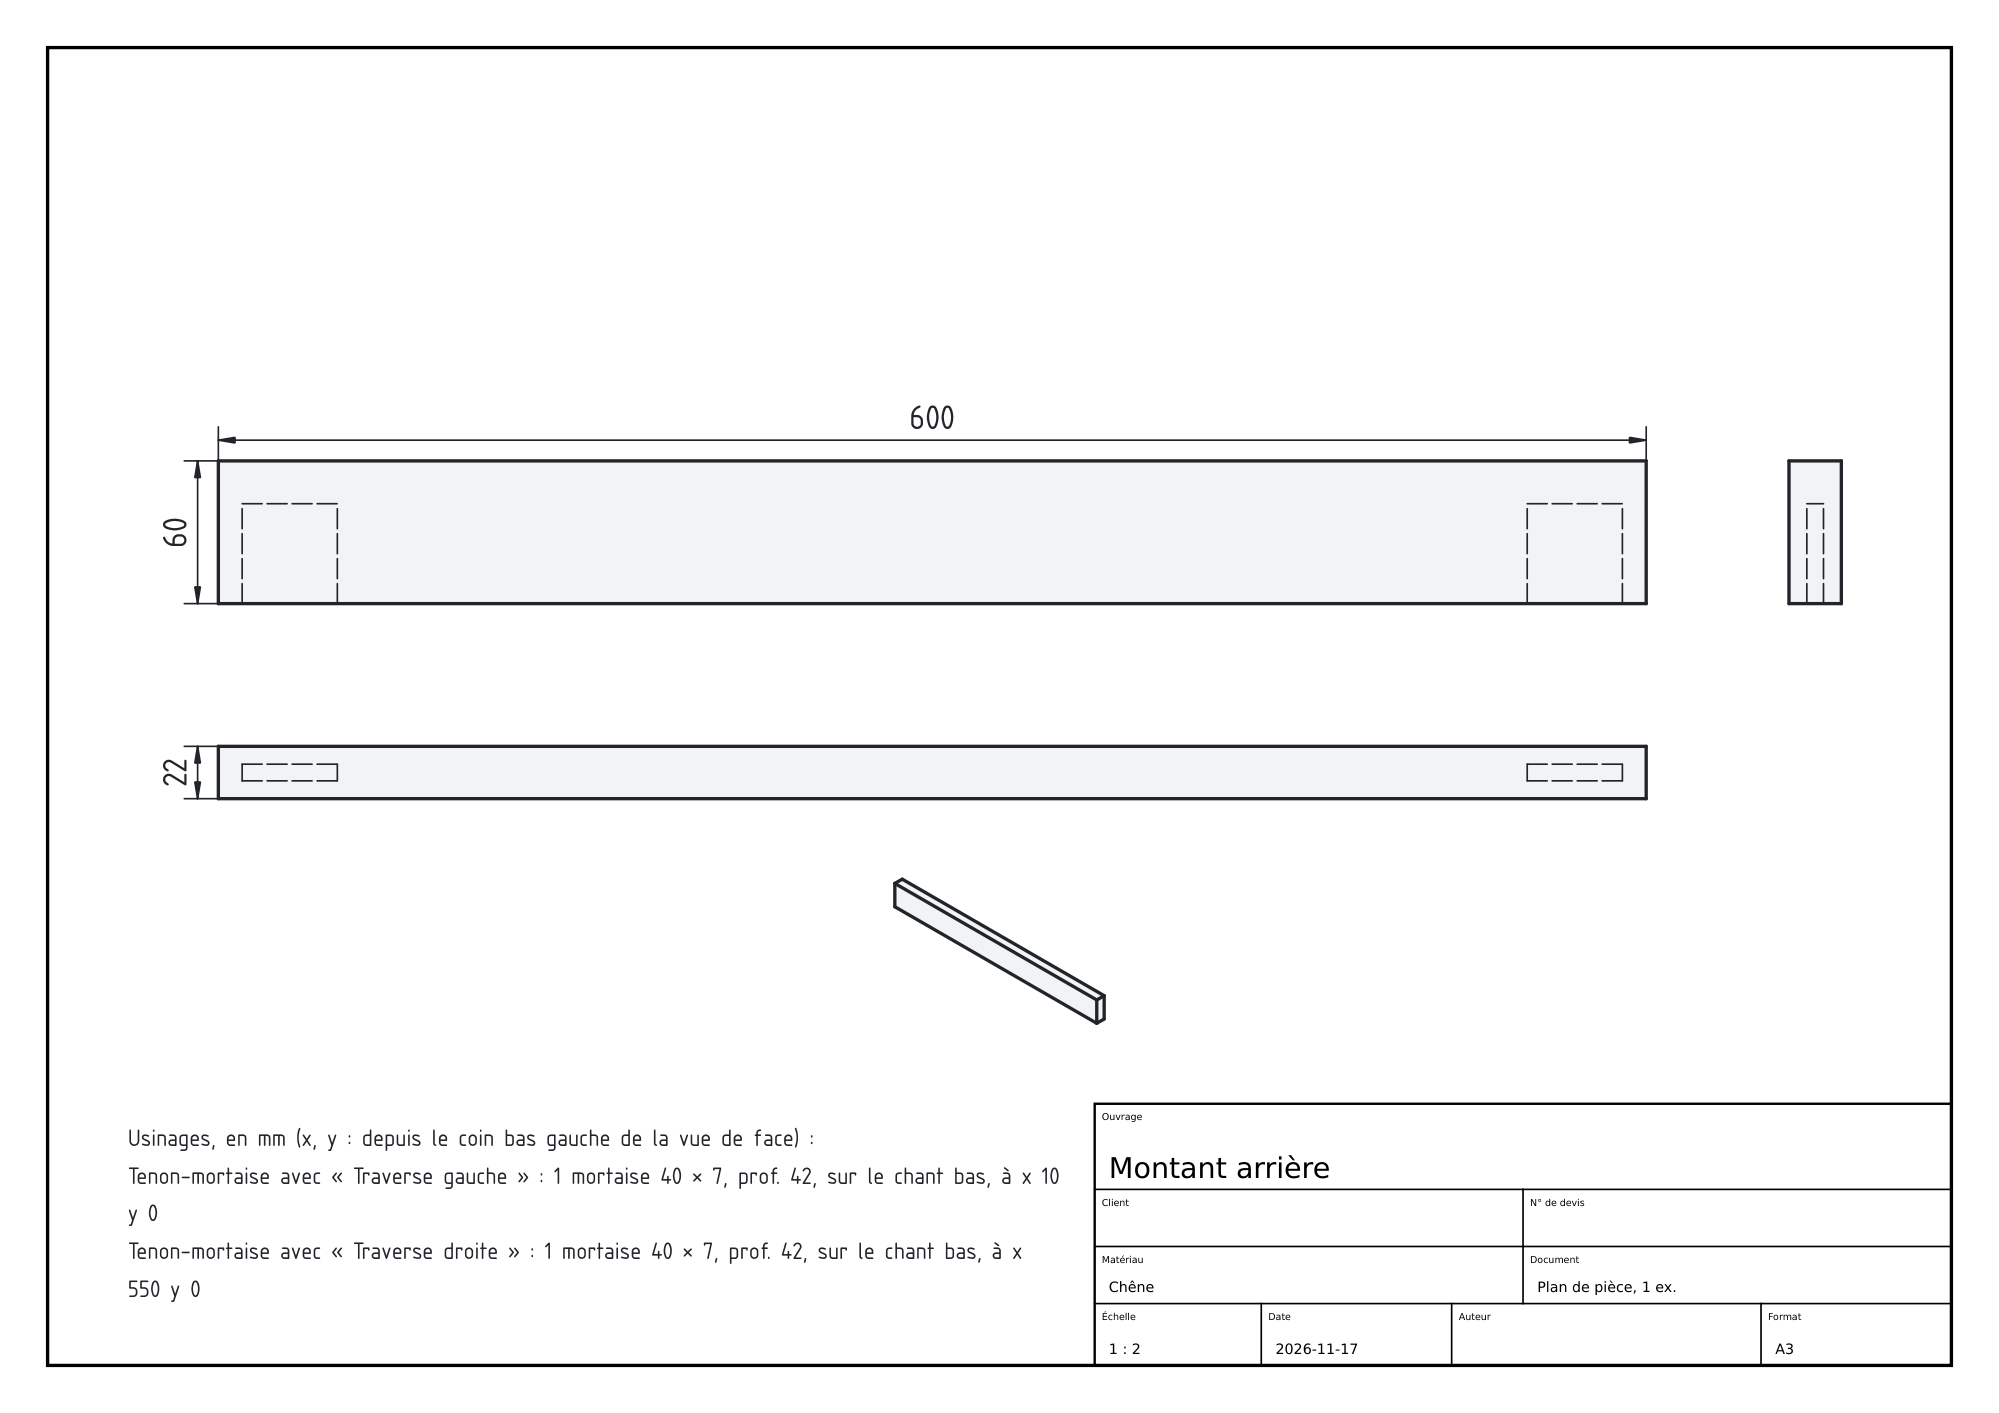 600
60
22
Usinages, en mm (x, y : depuis le coin bas gauche de la vue de face) :
Tenon-mortaise avec « Traverse gauche » : 1 mortaise 40 × 7, prof. 42, sur le chant bas, à x 10
y 0
Tenon-mortaise avec « Traverse droite » : 1 mortaise 40 × 7, prof. 42, sur le chant bas, à x
550 y 0
Ouvrage
Montant arrière
Client
N° de devis
Matériau
Chêne
Document
Plan de pièce, 1 ex.
Échelle
1 : 2
Date
2026-11-17
Auteur
Format
A3